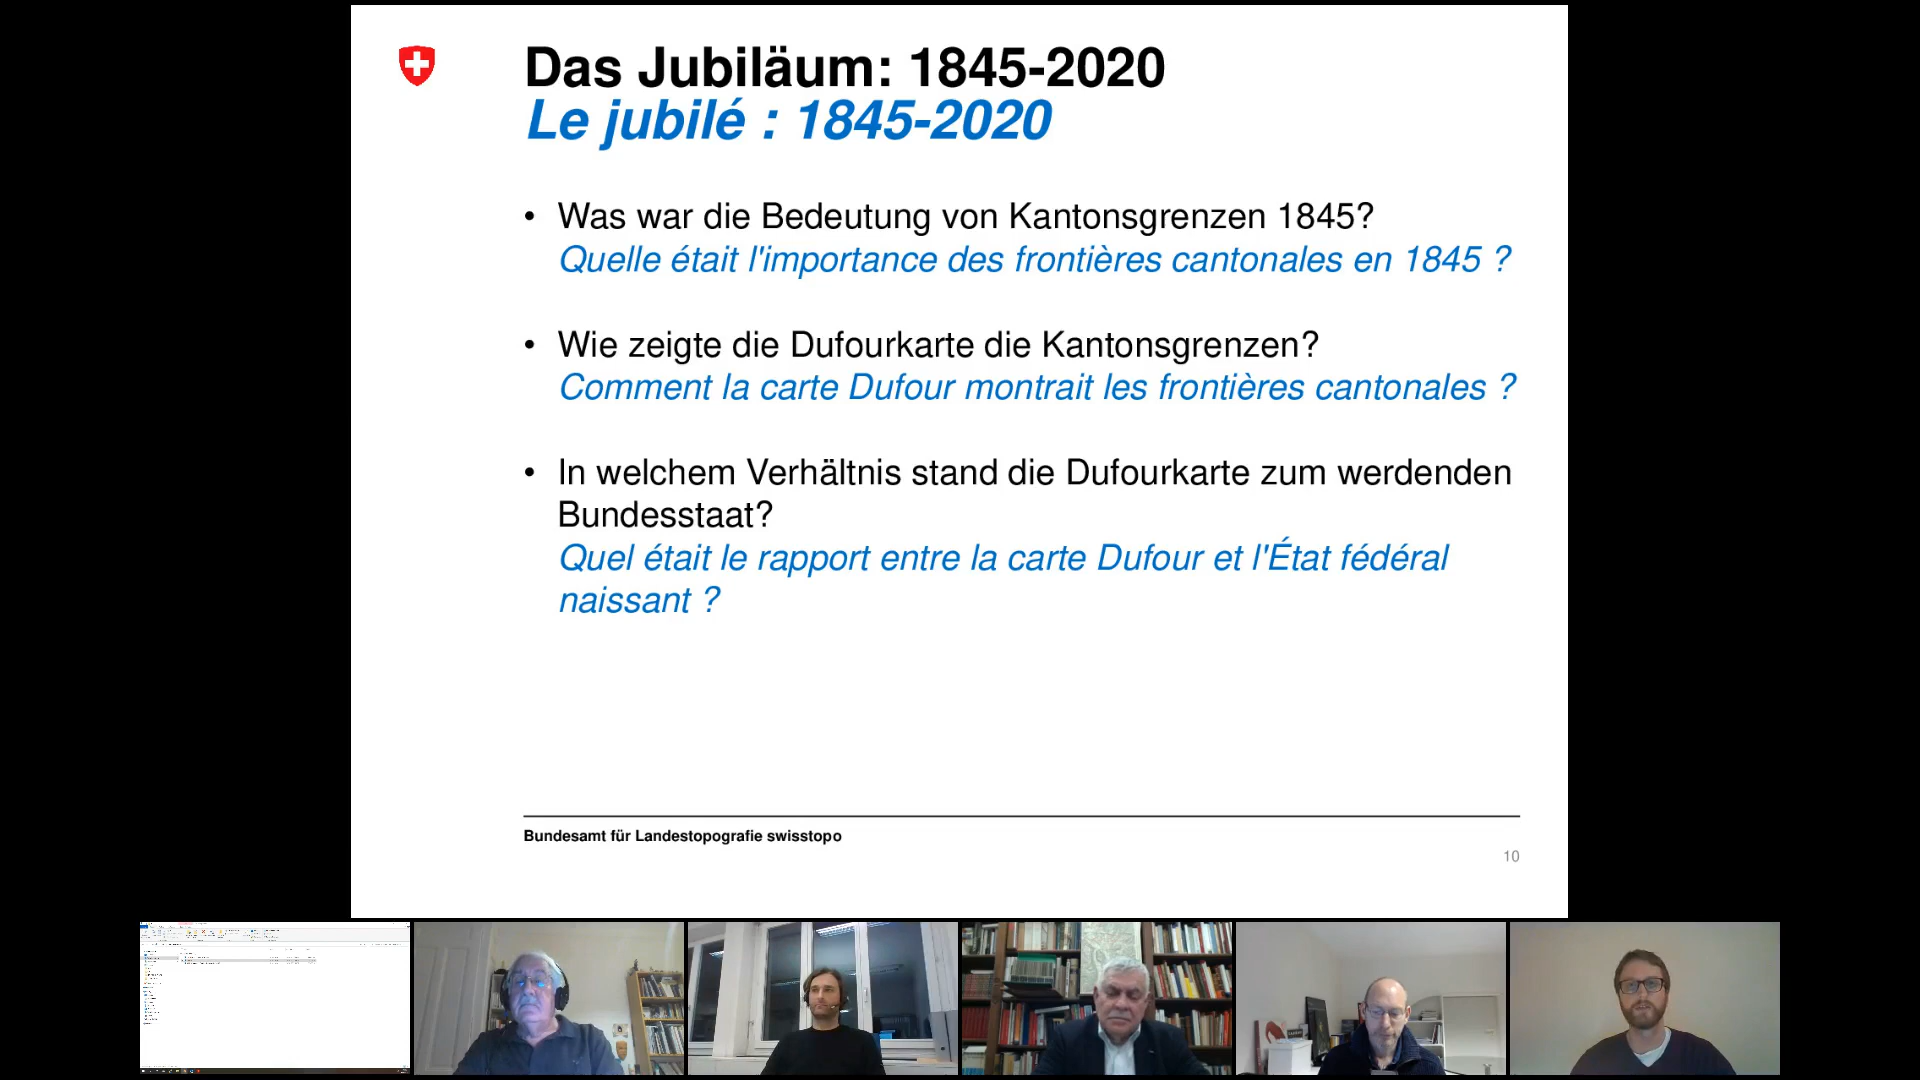 Das Jubiläum: 1845-2020
Le jubilé : 1845-2020
• Was war die Bedeutung von Kantonsgrenzen 1845?
Quelle était l'importance des frontières cantonales en 1845 ?
• Wie zeigte die Dufourkarte die Kantonsgrenzen?
Comment la carte Dufour montrait les frontières cantonales ?
• In welchem Verhältnis stand die Dufourkarte zum werdenden
Bundesstaat?
Quel était le rapport entre la carte Dufour et l'État fédéral
naissant ?
Bundesamt für Landestopografie swisstopo
10